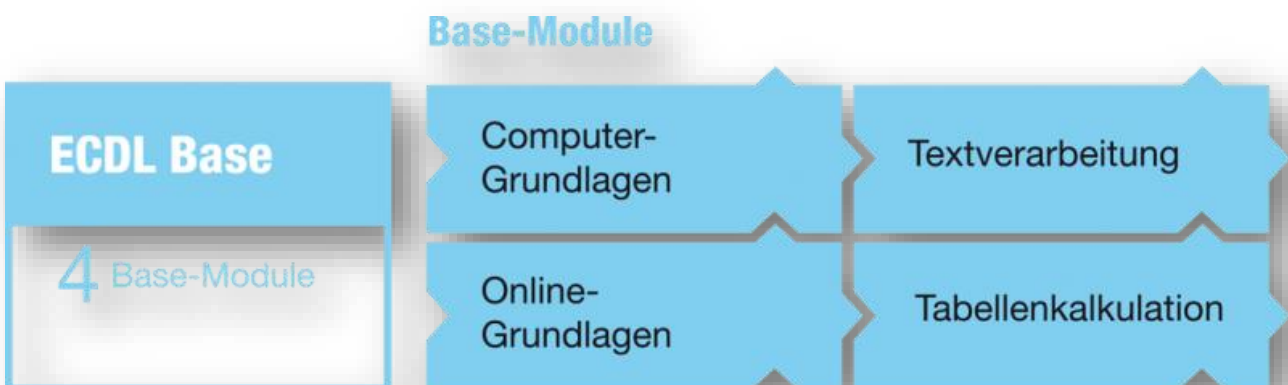 Base-Module
ECDL Base
4 Base-Module
Computer-
Grundlagen
Textverarbeitung
Online-
Grundlagen
Tabellenkalkulation